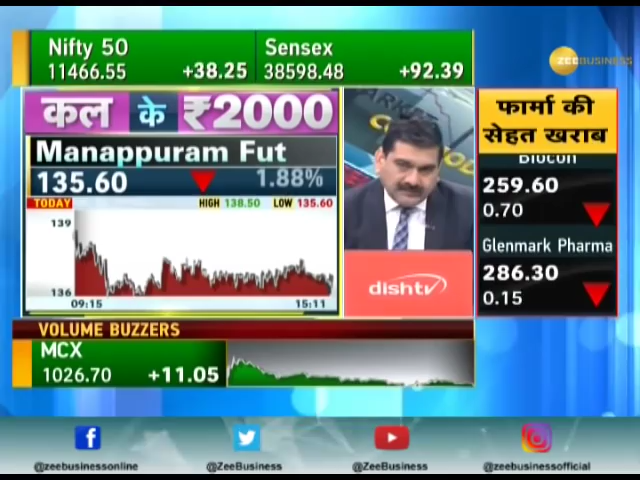 Nifty 50
11466.55 +38.25
Sensex
38598.48 +92.39
ZEEBUSINESS
कल के ₹2000
Manappuram Fut
135.60 1.88%
TODAY HIGH 138.50 LOW 135.60
139
136
09:15 15:11
dishtv
फार्मा की
सेहत खराब
Biocon
259.60
0.70
Glenmark Pharma
286.30
0.15
VOLUME BUZZERS
MCX
1026.70 +11.05
@zeebusinessonline @ZeeBusiness @ZeeBusiness @zeebusinessofficial